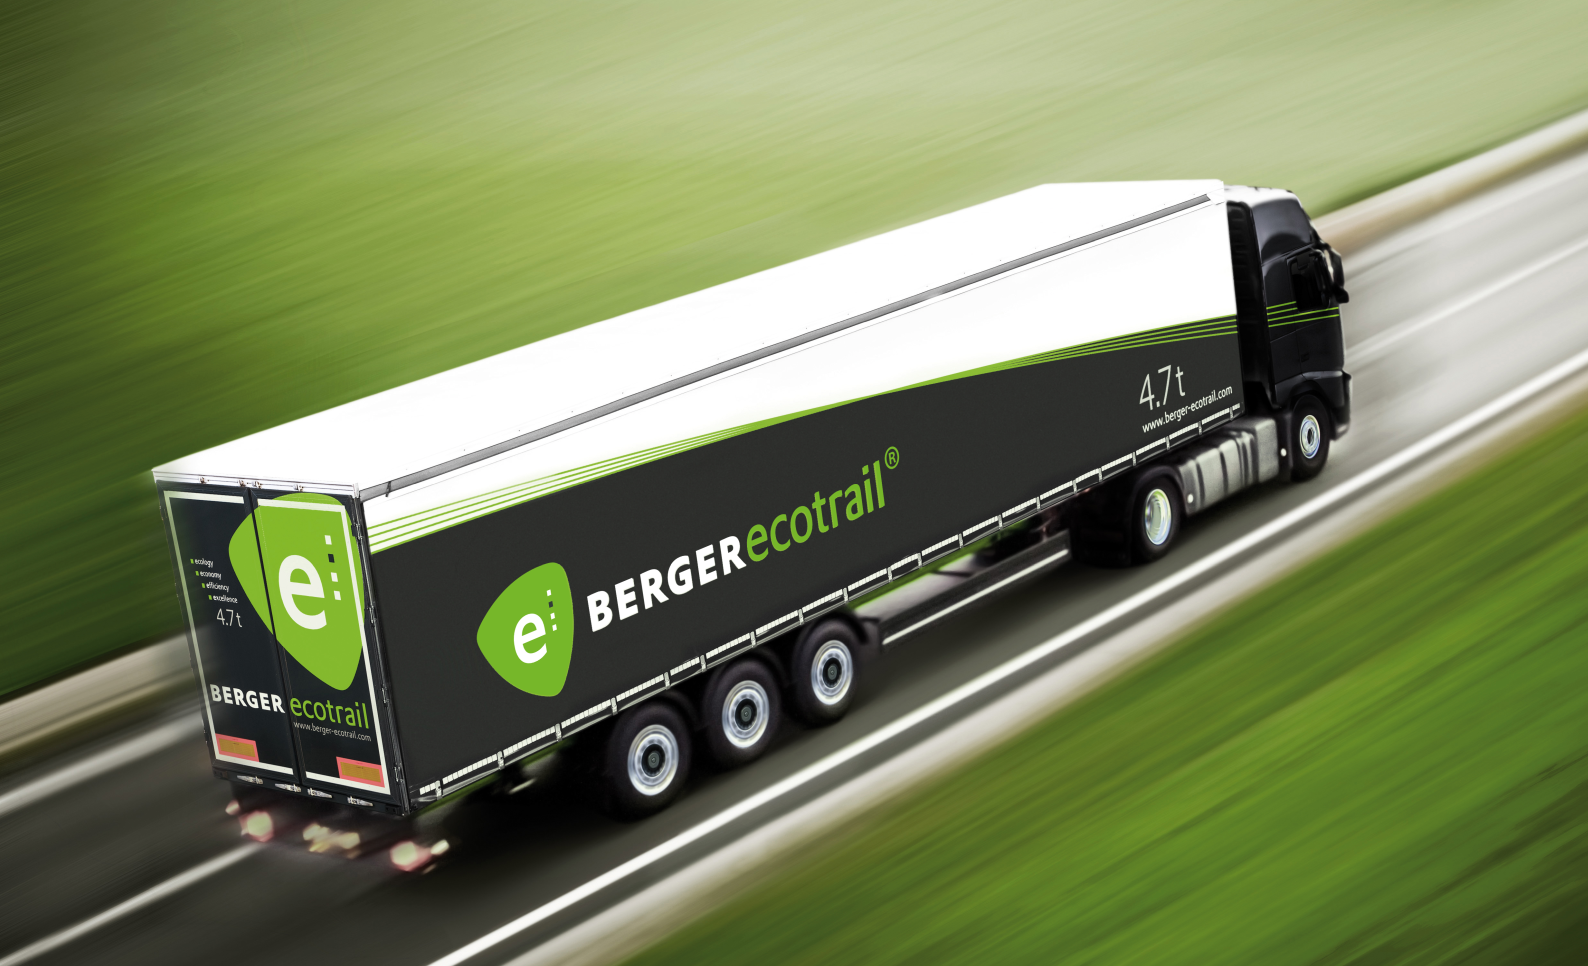 ecology
economy
efficiency
excellence
4.7t
e
BERGER ecotrail
www.berger-ecotrail.com
e
BERGERecotrail®
4.7t
www.berger-ecotrail.com